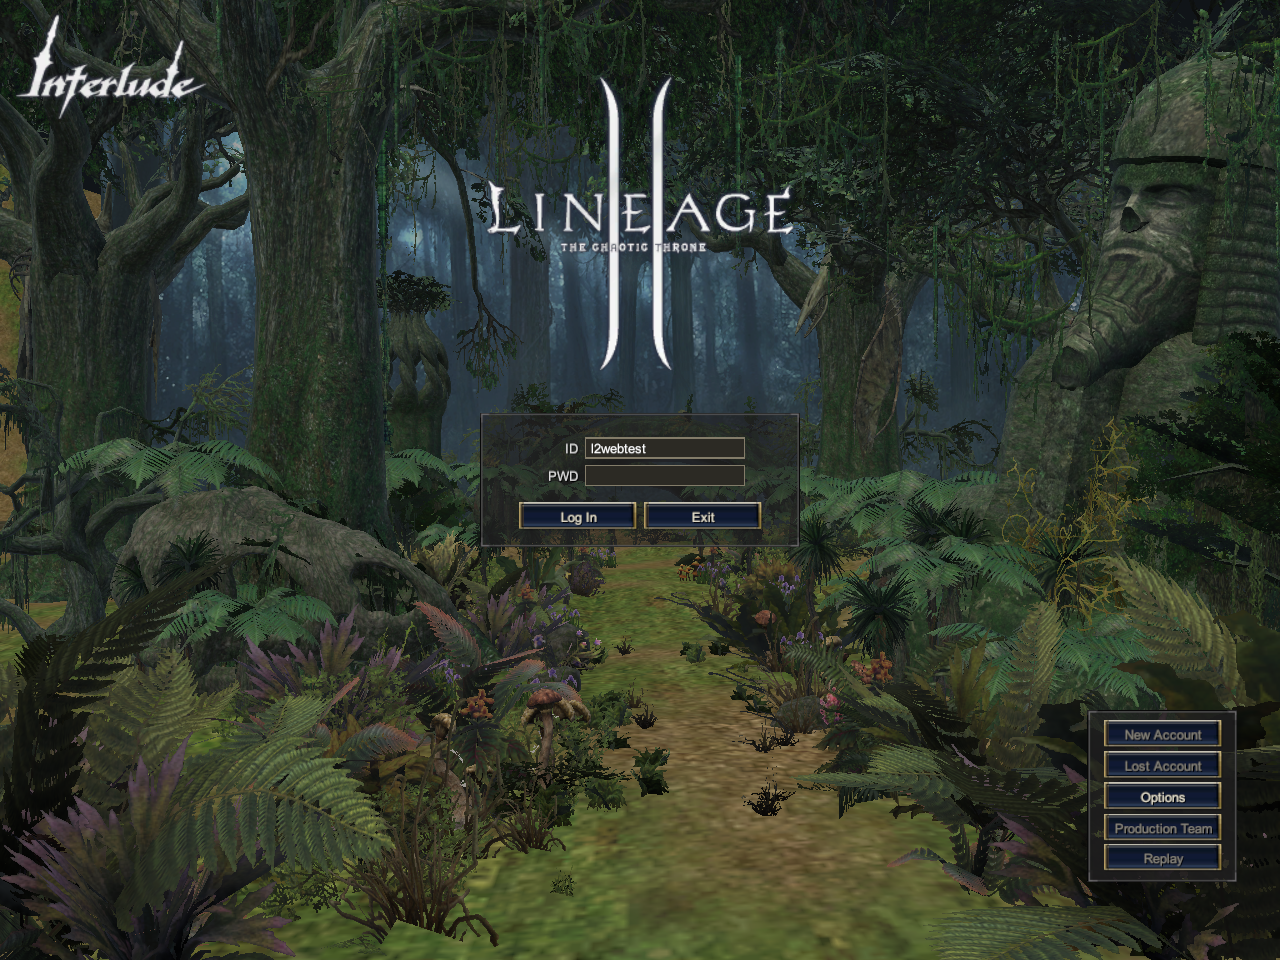 Interlude
LINEAGE II
THE CHAOTIC THRONE
ID l2webtest
PWD
Log In Exit
New Account
Lost Account
Options
Production Team
Replay